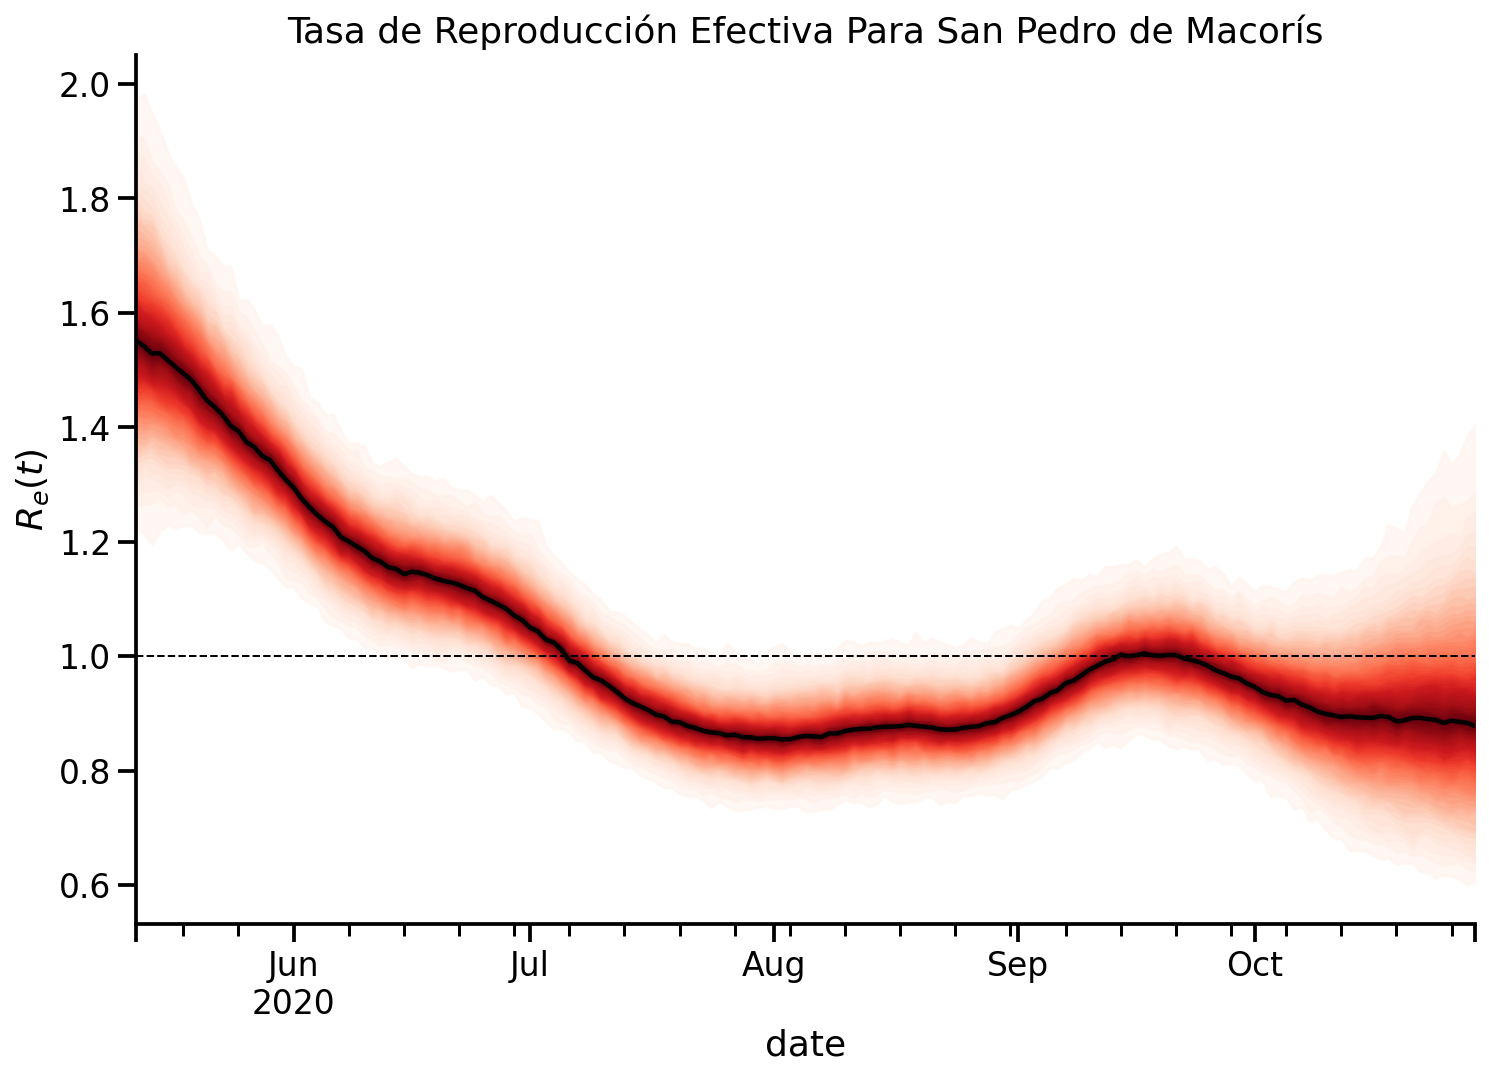 Tasa de Reproducción Efectiva Para San Pedro de Macorís
2.0
1.8
1.6
1.4
1.2
1.0
0.8
0.6
R_e(t)
Jun
2020
Jul
Aug
Sep
Oct
date